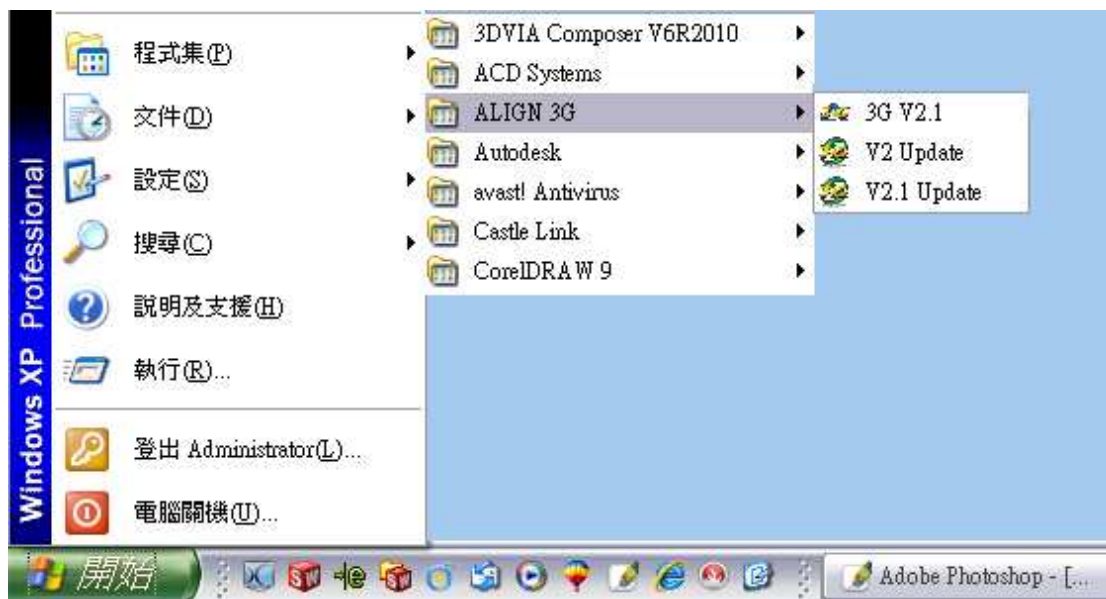 Windows XP Professional
程式集(P)
文件(D)
設定(S)
搜尋(C)
說明及支援(H)
執行(R)...
登出 Administrator(L)...
電腦關機(U)...
3DVIA Composer V6R2010
ACD Systems
ALIGN 3G
Autodesk
avast! Antivirus
Castle Link
CorelDRAW 9
3G V2.1
V2 Update
V2.1 Update
開始
Adobe Photoshop - [...